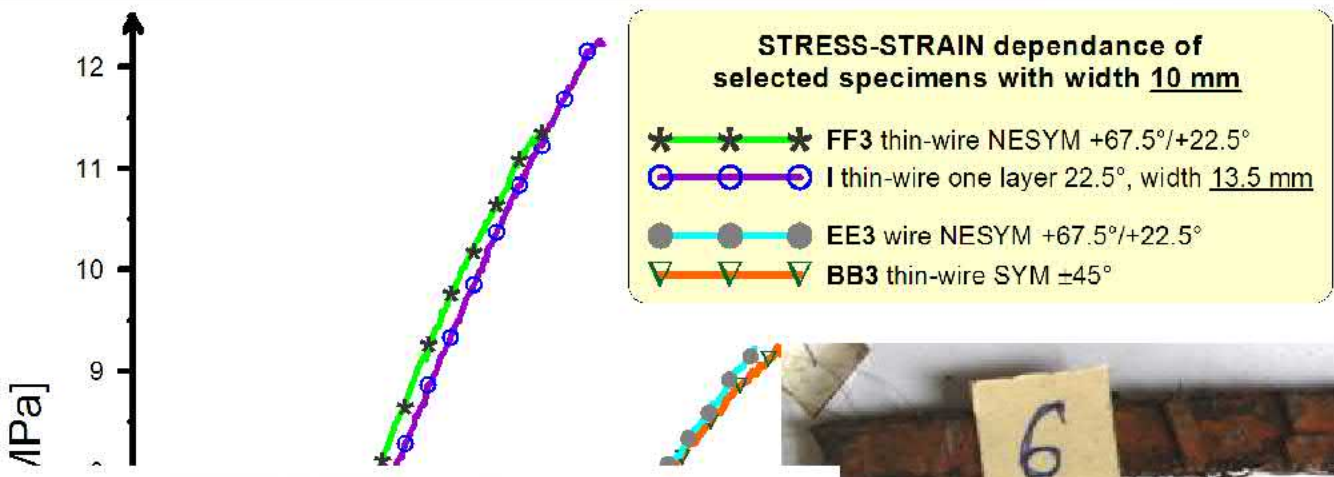 STRESS-STRAIN dependance of
selected specimens with width 10 mm
FF3 thin-wire NESYM +67.5°/+22.5°
I thin-wire one layer 22.5°, width 13.5 mm
EE3 wire NESYM +67.5°/+22.5°
BB3 thin-wire SYM ±45°
12
11
10
9
MPa]
6